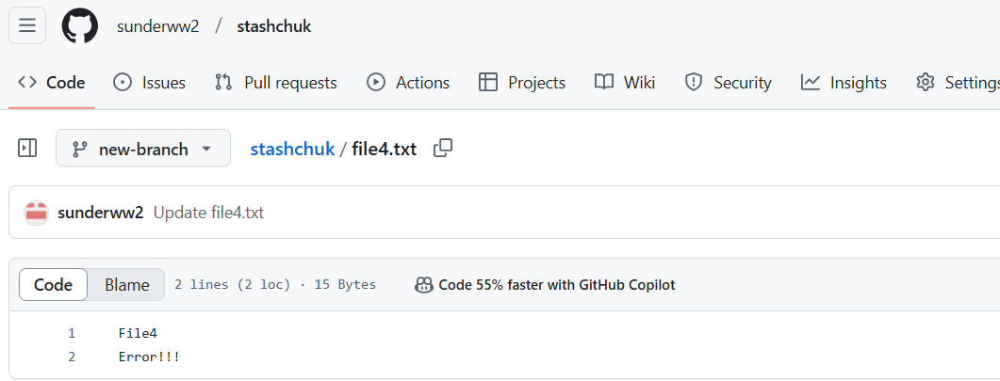 sunderww2 / stashchuk
Code Issues Pull requests Actions Projects Wiki Security Insights Settings
new-branch stashchuk / file4.txt
sunderww2 Update file4.txt
Code Blame 2 lines (2 loc) · 15 Bytes Code 55% faster with GitHub Copilot
1 File4
2 Error!!!